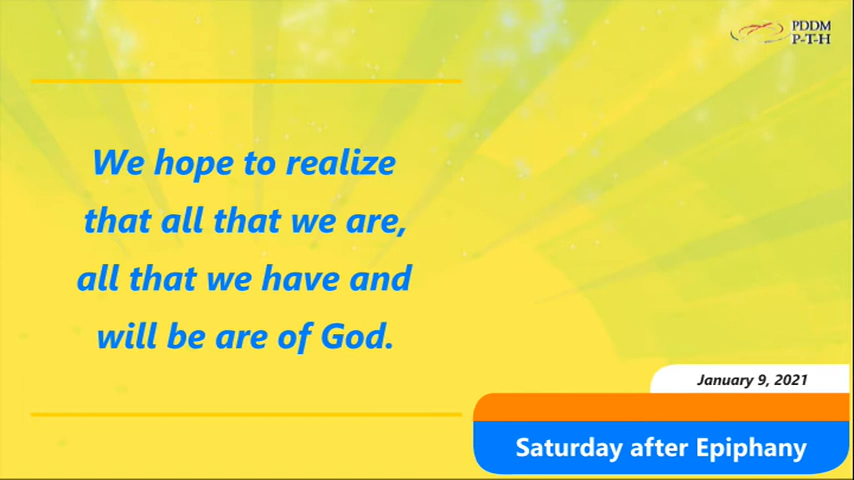 PDDM
P-T-H
We hope to realize
that all that we are,
all that we have and
will be are of God.
January 9, 2021
Saturday after Epiphany